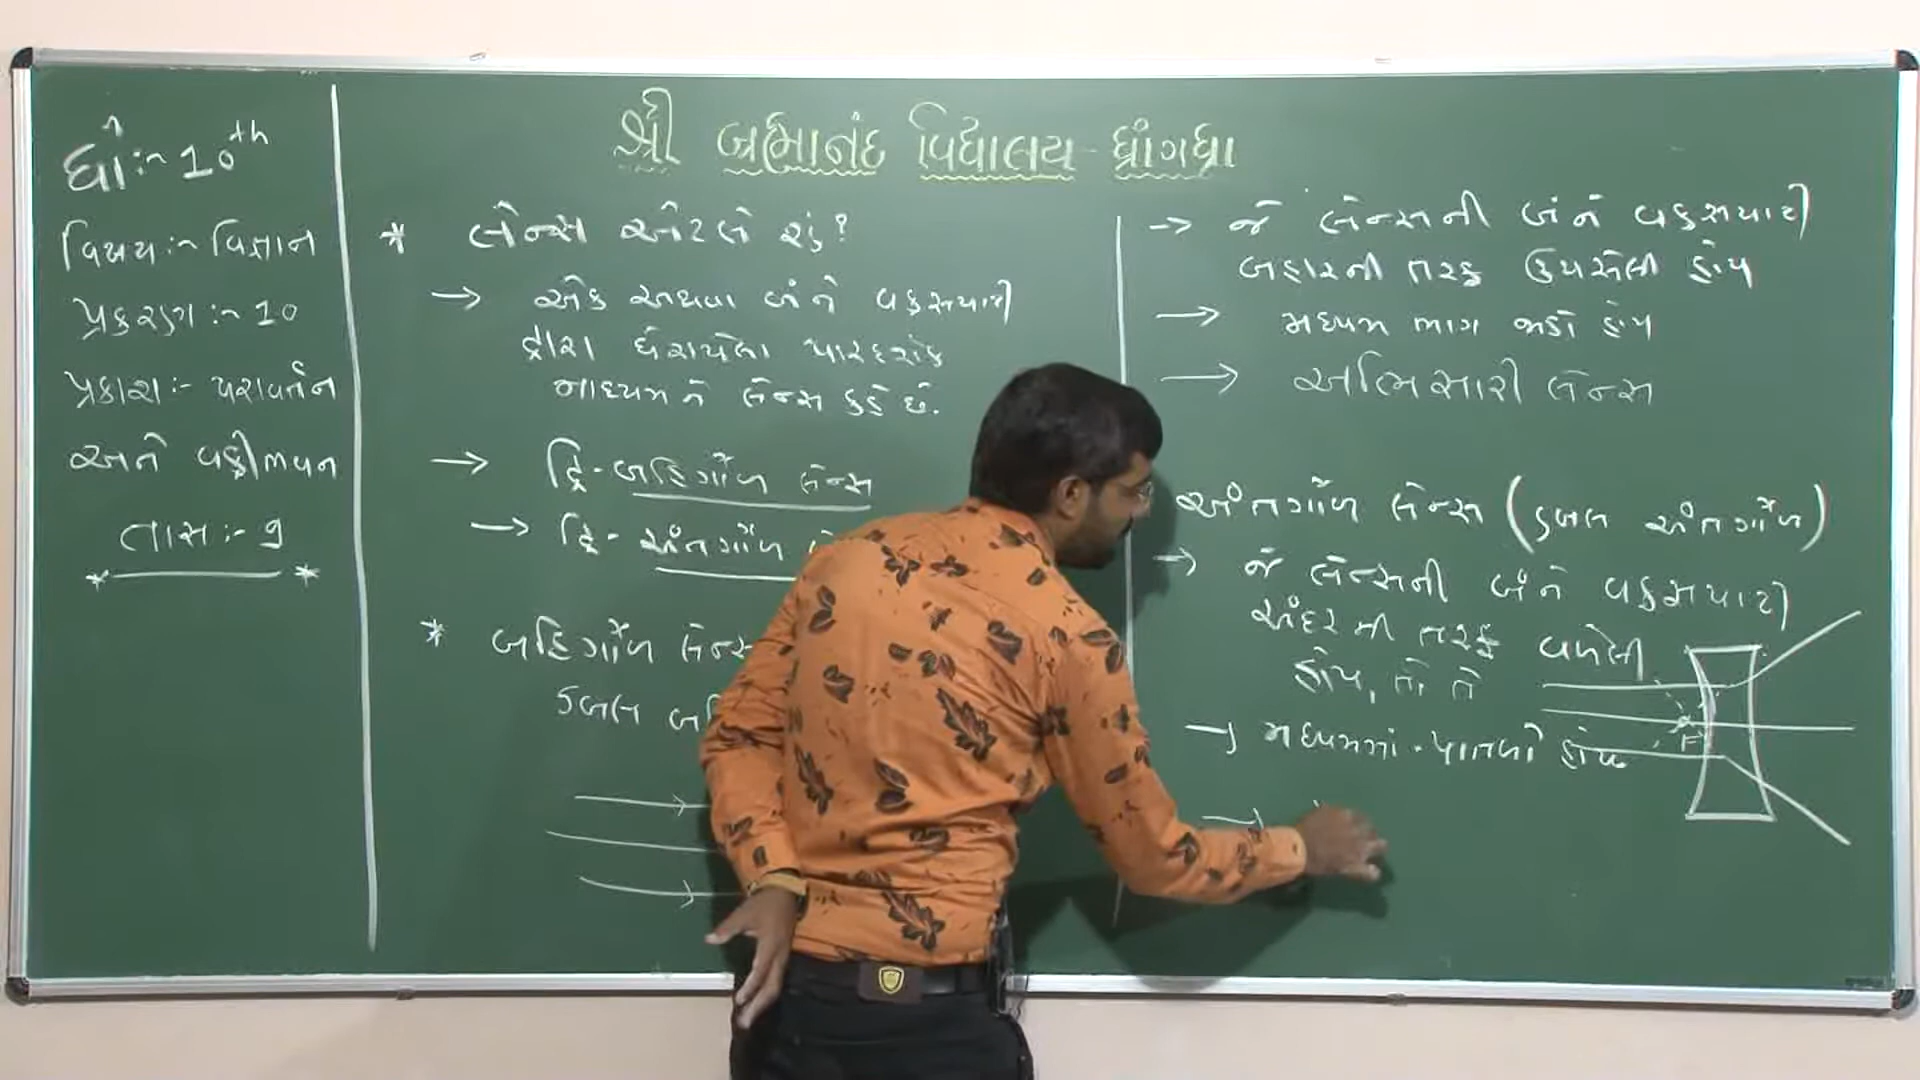 શ્રી બ્રહ્માનંદ વિદ્યાલય - ધ્રાંગધ્રા
ધો :- 10th
વિષય :- વિજ્ઞાન
પ્રકરણ :- 10
પ્રકાશ :- પરાવર્તન
અને વક્રીભવન
તાસ :- 9
* લેન્સ એટલે શું?
→ એક અથવા બંને વક્રસપાટી
દ્વારા ઘેરાયેલા પારદર્શક
માધ્યમ ને લેન્સ કહે છે.
→ દ્વિ-બહિર્ગોળ લેન્સ
→ દ્વિ- અંતર્ગોળ
* બહિર્ગોળ લેન્સ
ડબલ
→ જે લેન્સની બંને વક્રસપાટી
બહારની તરફ ઉપસેલી હોય
→ મધ્યમ ભાગ જાડો હોય
→ અભિસારી લેન્સ
અંતર્ગોળ લેન્સ (ડબલ અંતર્ગોળ)
→ જે લેન્સની બંને વક્રસપાટી
અંદરની તરફ વળેલી
હોય, તો તે
→ મધ્યમમાં પાતળો હોય
F